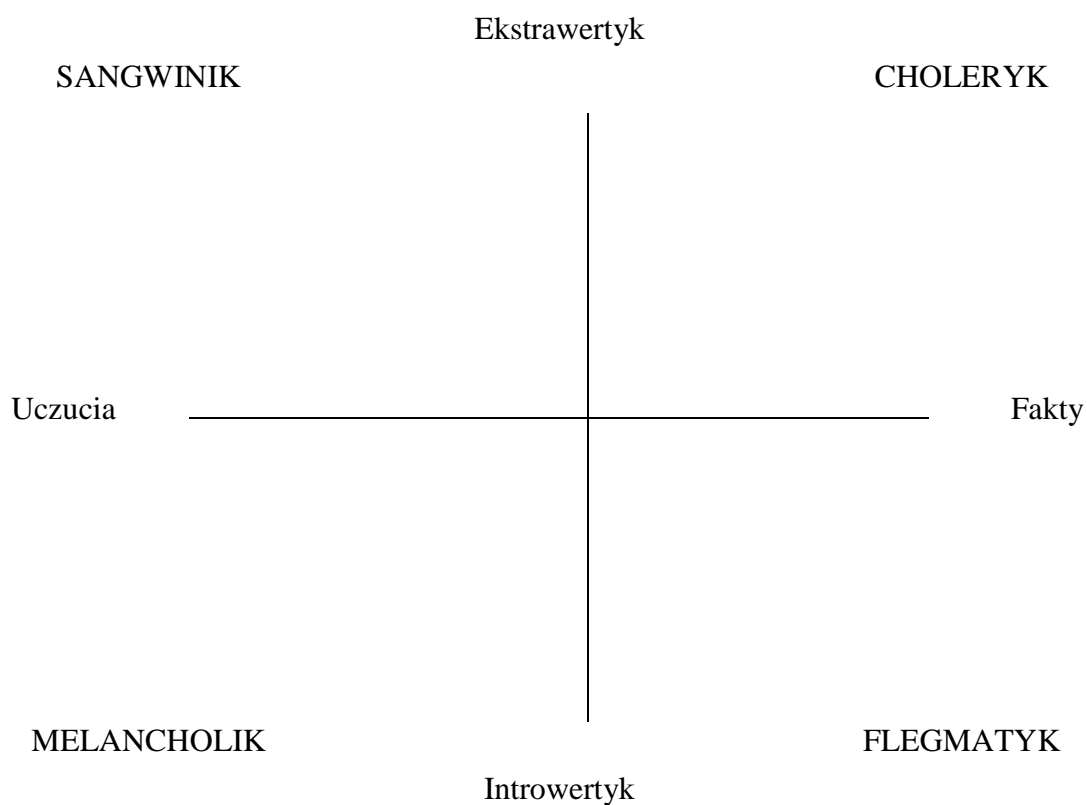 Ekstrawertyk
SANGWINIK CHOLERYK
Uczucia Fakty
MELANCHOLIK FLEGMATYK
Introwertyk